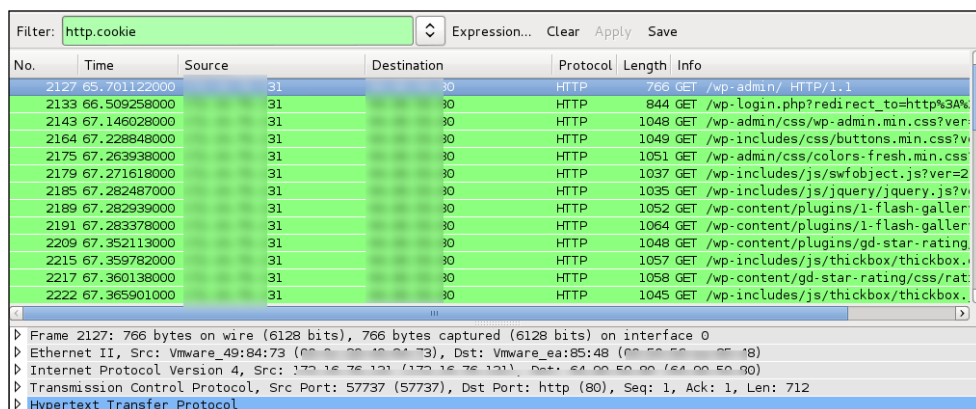 Filter: http.cookie Expression... Clear Apply Save
No. Time Source Destination Protocol Length Info
2127 65.701122000 31 30 HTTP 766 GET /wp-admin/ HTTP/1.1
2133 66.509258000 31 30 HTTP 844 GET /wp-login.php?redirect_to=http%3A%
2143 67.146028000 31 30 HTTP 1048 GET /wp-admin/css/wp-admin.min.css?ver
2164 67.228848000 31 30 HTTP 1049 GET /wp-includes/css/buttons.min.css?v
2175 67.263938000 31 30 HTTP 1051 GET /wp-admin/css/colors-fresh.min.css
2179 67.271618000 31 30 HTTP 1037 GET /wp-includes/js/swfobject.js?ver=2
2185 67.282487000 31 30 HTTP 1035 GET /wp-includes/js/jquery/jquery.js?v
2189 67.282939000 31 30 HTTP 1052 GET /wp-content/plugins/1-flash-galler
2191 67.283378000 31 30 HTTP 1064 GET /wp-content/plugins/1-flash-galler
2209 67.352113000 31 30 HTTP 1048 GET /wp-content/plugins/gd-star-rating
2215 67.359782000 31 30 HTTP 1057 GET /wp-includes/js/thickbox/thickbox.
2217 67.360138000 31 30 HTTP 1058 GET /wp-content/gd-star-rating/css/rat
2222 67.365901000 31 30 HTTP 1045 GET /wp-includes/js/thickbox/thickbox.
Frame 2127: 766 bytes on wire (6128 bits), 766 bytes captured (6128 bits) on interface 0
Ethernet II, Src: Vmware_49:84:73 73), Dst: Vmware_ea:85:48
Internet Protocol Version 4, Src:
Transmission Control Protocol, Src Port: 57737 (57737), Dst Port: http (80), Seq: 1, Ack: 1, Len: 712
Hypertext Transfer Protocol